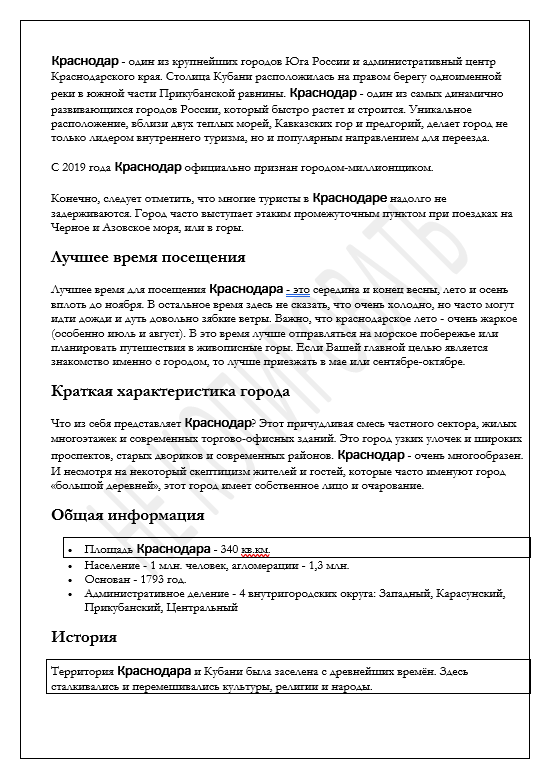 Краснодар - один из крупнейших городов Юга России и административный центр
Краснодарского края. Столица Кубани расположилась на правом берегу одноименной
реки в южной части Прикубанской равнины. Краснодар - один из самых динамично
развивающихся городов России, который быстро растет и строится. Уникальное
расположение, вблизи двух теплых морей, Кавказских гор и предгорий, делает город не
только лидером внутреннего туризма, но и популярным направлением для переезда.
С 2019 года Краснодар официально признан городом-миллионщиком.
Конечно, следует отметить, что многие туристы в Краснодаре надолго не
задерживаются. Город часто выступает этаким промежуточным пунктом при поездках на
Черное и Азовское моря, или в горы.
Лучшее время посещения
Лучшее время для посещения Краснодара - это середина и конец весны, лето и осень
вплоть до ноября. В остальное время здесь не сказать, что очень холодно, но часто могут
идти дожди и дуть довольно зябкие ветры. Важно, что краснодарское лето - очень жаркое
(особенно июль и август). В это время лучше отправляться на морское побережье или
планировать путешествия в живописные горы. Если Вашей главной целью является
знакомство именно с городом, то лучше приезжать в мае или сентябре-октябре.
Краткая характеристика города
Что из себя представляет Краснодар? Этот причудливая смесь частного сектора, жилых
многоэтажек и современных торгово-офисных зданий. Это город узких улочек и широких
проспектов, старых двориков и современных районов. Краснодар - очень многообразен.
И несмотря на некоторый скептицизм жителей и гостей, которые часто именуют город
«большой деревней», этот город имеет собственное лицо и очарование.
Общая информация
• Площадь Краснодара - 340 кв.км.
• Население - 1 млн. человек, агломерации - 1,3 млн.
• Основан - 1793 год.
• Административное деление - 4 внутригородских округа: Западный, Карасунский,
Прикубанский, Центральный
История
Территория Краснодара и Кубани была заселена с древнейших времён. Здесь
сталкивались и перемешивались культуры, религии и народы.
НЕ КОПИРОВАТЬ